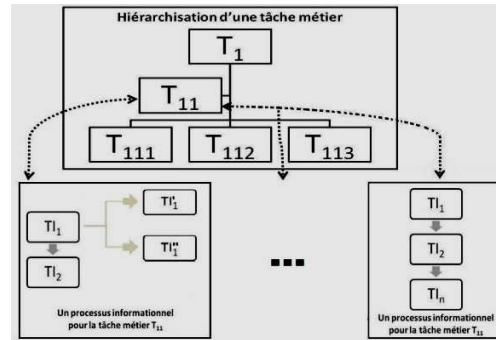 Hiérarchisation d'une tâche métier
T1
T11
T111 T112 T113
TI1 TI'1
TI''1
TI2
Un processus informationnel
pour la tâche métier T11
...
TI1
TI2
TIn
Un processus informationnel
pour la tâche métier T11